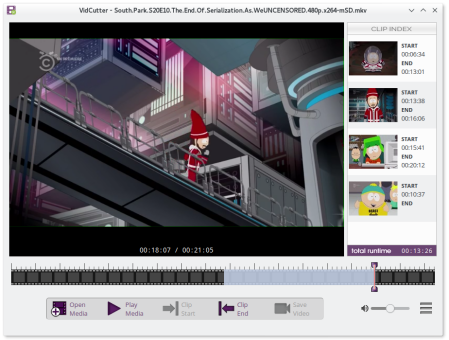 VidCutter - South.Park.S20E10.The.End.Of.Serialization.As.WeUNCENSORED.480p.x264-mSD.mkv
CLIP INDEX
START
00:06:34
END
00:13:01
START
00:13:38
END
00:16:06
START
00:15:41
END
00:20:12
START
00:10:37
END
00:18:07 / 00:21:05
total runtime 00:13:26
Open Media
Play Media
Clip Start
Clip End
Save Video